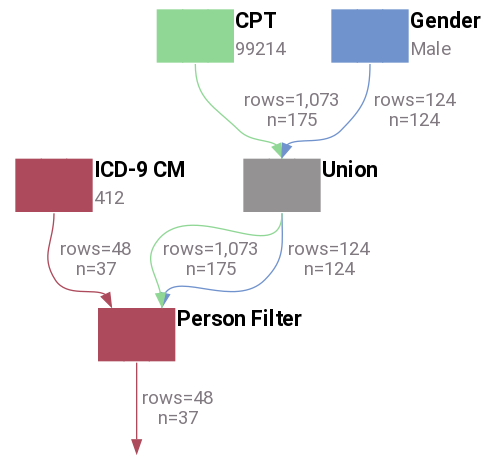 CPT
99214
Gender
Male
rows=1,073
n=175
rows=124
n=124
ICD-9 CM
412
Union
rows=48
n=37
rows=1,073
n=175
rows=124
n=124
Person Filter
rows=48
n=37